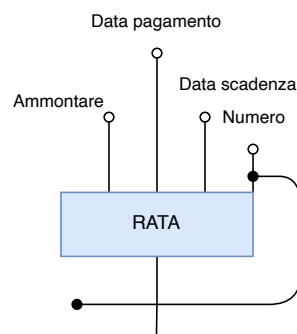 Data pagamento
Data scadenza
Ammontare
Numero
RATA